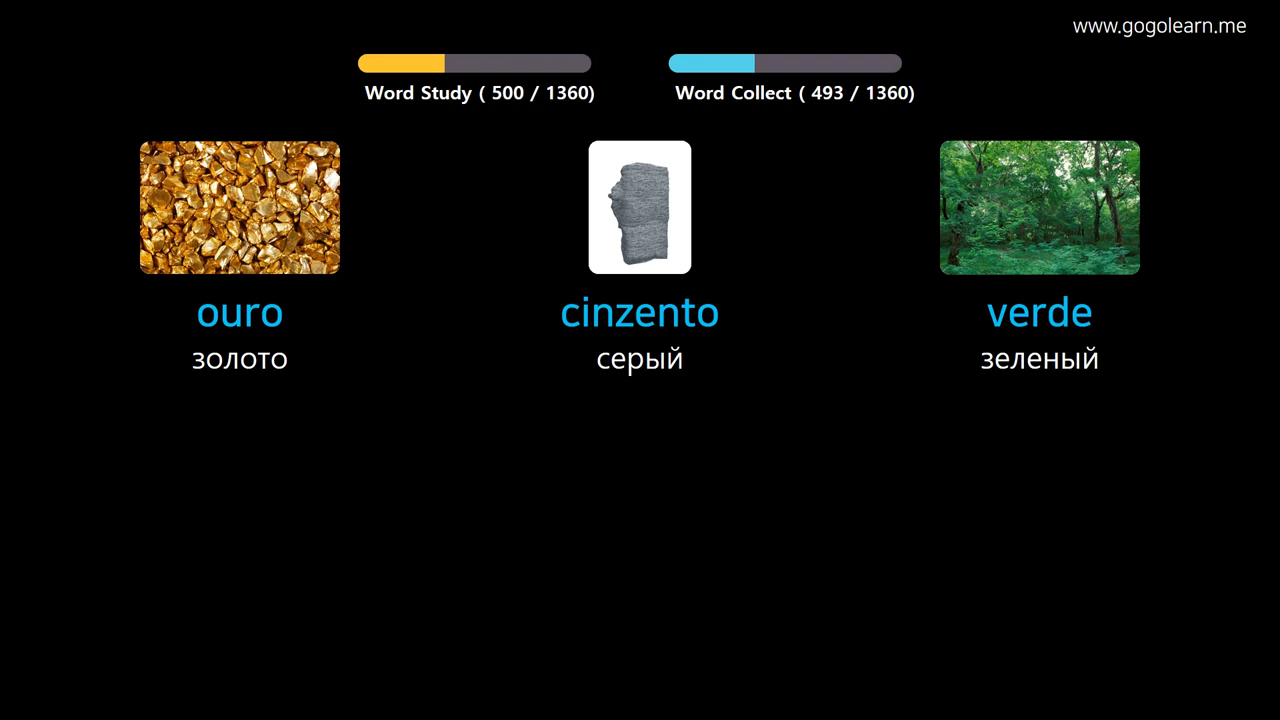 www.gogolearn.me
Word Study ( 500 / 1360)
Word Collect ( 493 / 1360)
ouro
cinzento
verde
золото
серый
зеленый